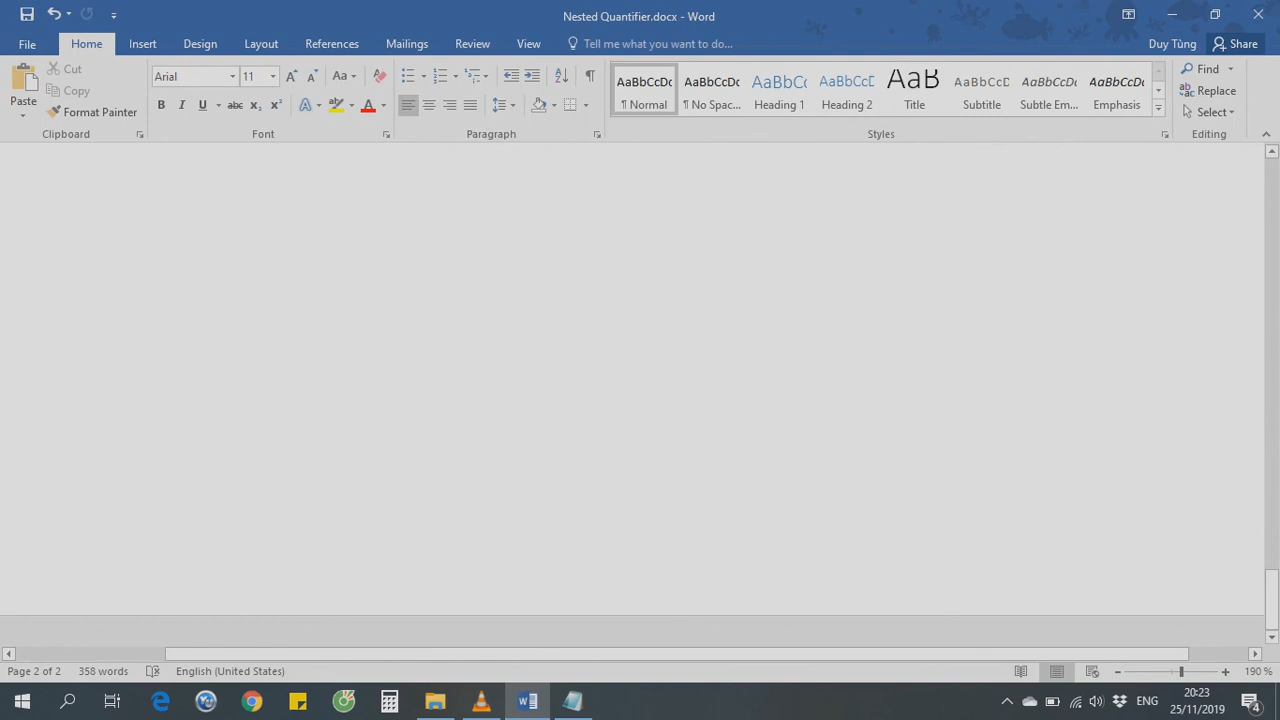 Nested Quantifier.docx - Word
File Home Insert Design Layout References Mailings Review View Tell me what you want to do... Duy Tùng Share
Paste
Cut
Copy
Format Painter
Clipboard
Arial 11
Font
Paragraph
AaBbCcDc AaBbCcDc AaBbCc AaBbCcD AaB AaBbCcD AaBbCcDc AaBbCcDc
¶ Normal ¶ No Spac... Heading 1 Heading 2 Title Subtitle Subtle Em... Emphasis
Styles
Find
Replace
Select
Editing
Page 2 of 2 358 words English (United States) 190 %
ENG
20:23
25/11/2019
4